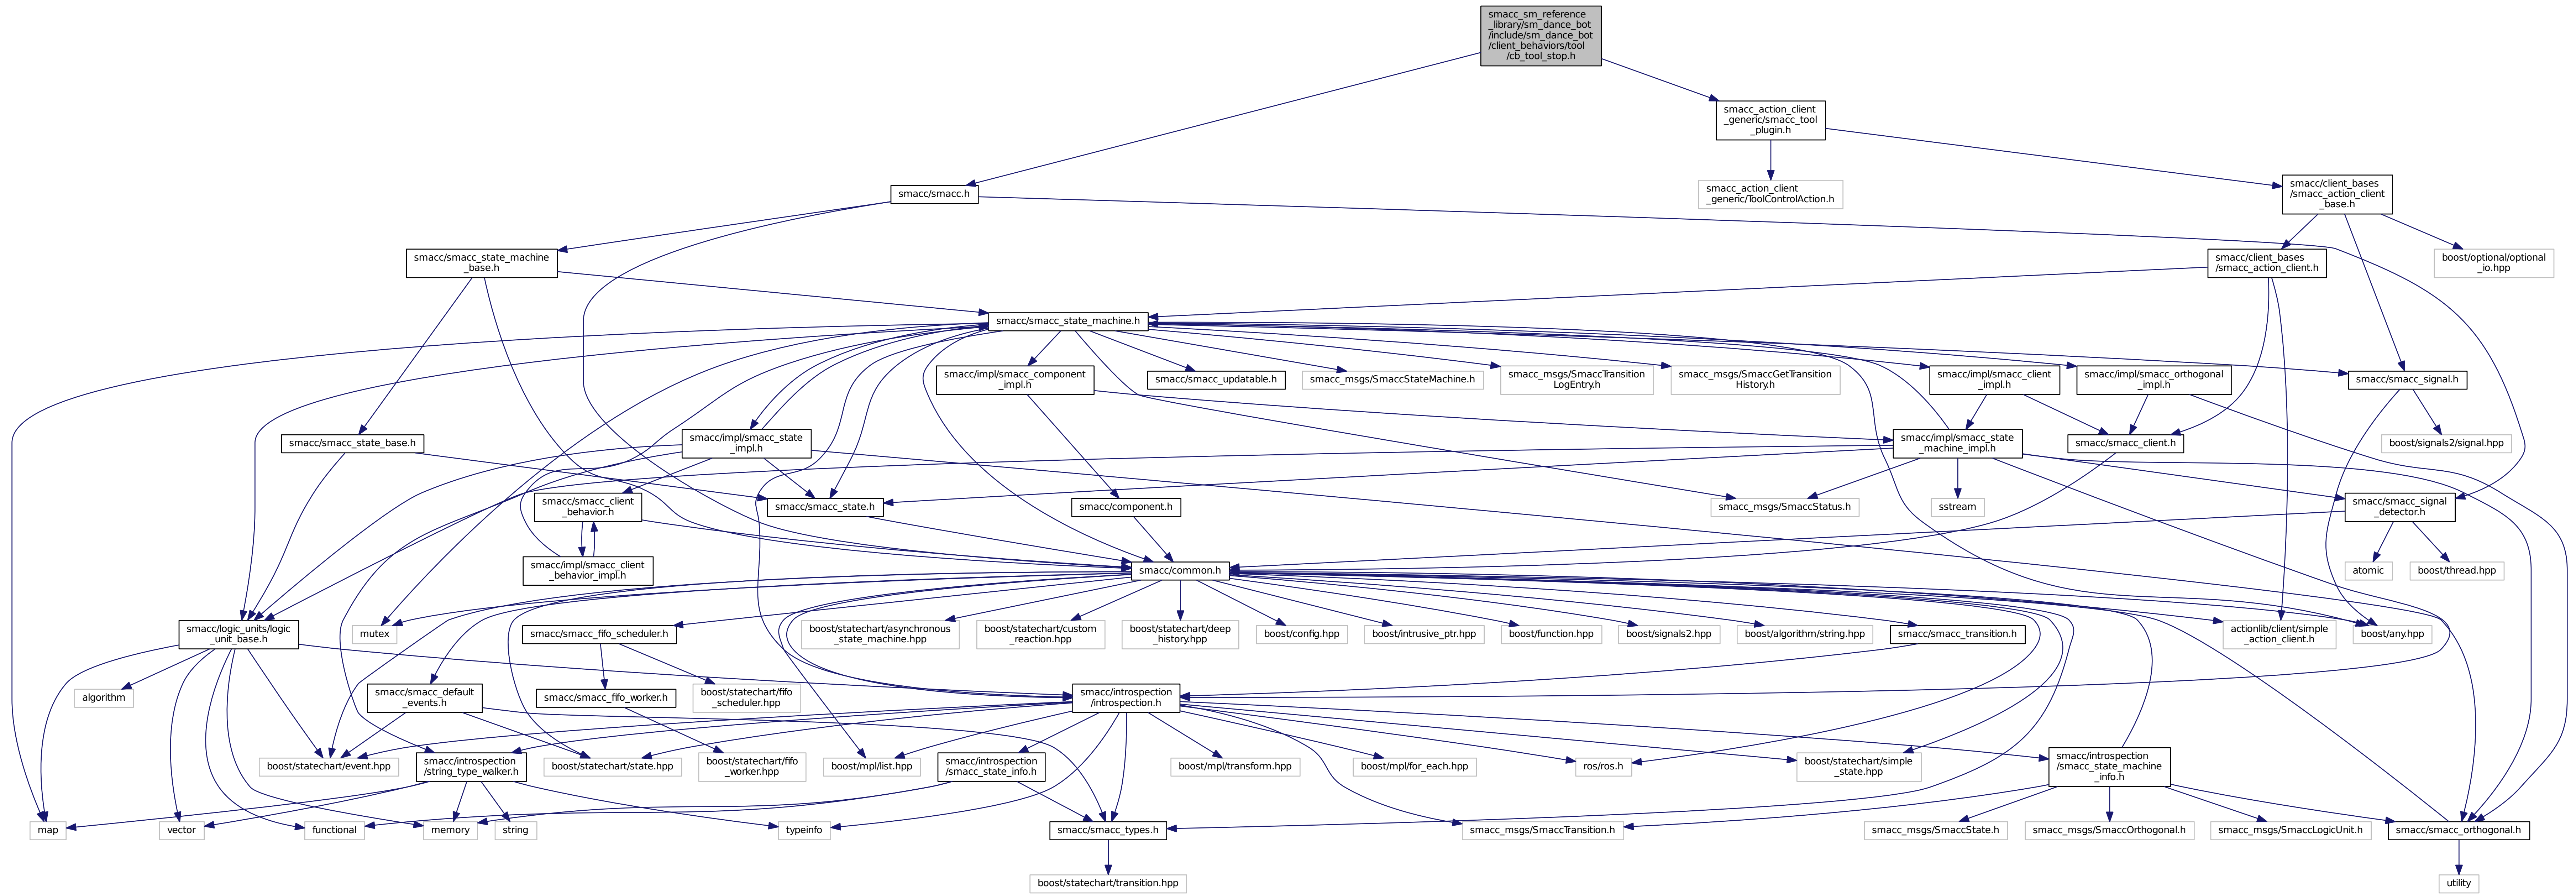 smacc_sm_reference
_library/sm_dance_bot
/include/sm_dance_bot
/client_behaviors/tool
/cb_tool_stop.h
smacc_action_client
_generic/smacc_tool
_plugin.h
smacc/smacc.h
smacc_action_client
_generic/ToolControlAction.h
smacc/client_bases
/smacc_action_client
_base.h
smacc/smacc_state_machine
_base.h
smacc/client_bases
/smacc_action_client.h
boost/optional/optional
_io.hpp
smacc/smacc_state_machine.h
smacc/impl/smacc_component
_impl.h
smacc/smacc_updatable.h
smacc_msgs/SmaccStateMachine.h
smacc_msgs/SmaccTransition
LogEntry.h
smacc_msgs/SmaccGetTransition
History.h
smacc/impl/smacc_client
_impl.h
smacc/impl/smacc_orthogonal
_impl.h
smacc/smacc_signal.h
smacc/smacc_state_base.h
smacc/impl/smacc_state
_impl.h
smacc/impl/smacc_state
_machine_impl.h
smacc/smacc_client.h
boost/signals2/signal.hpp
smacc/smacc_client
_behavior.h
smacc/smacc_state.h
smacc/component.h
smacc_msgs/SmaccStatus.h
sstream
smacc/smacc_signal
_detector.h
smacc/impl/smacc_client
_behavior_impl.h
smacc/common.h
atomic
boost/thread.hpp
smacc/logic_units/logic
_unit_base.h
mutex
smacc/smacc_fifo_scheduler.h
boost/statechart/asynchronous
_state_machine.hpp
boost/statechart/custom
_reaction.hpp
boost/statechart/deep
_history.hpp
boost/config.hpp
boost/intrusive_ptr.hpp
boost/function.hpp
boost/signals2.hpp
boost/algorithm/string.hpp
smacc/smacc_transition.h
actionlib/client/simple
_action_client.h
boost/any.hpp
algorithm
smacc/smacc_default
_events.h
smacc/smacc_fifo_worker.h
boost/statechart/fifo
_scheduler.hpp
smacc/introspection
/introspection.h
boost/statechart/event.hpp
smacc/introspection
/string_type_walker.h
boost/statechart/state.hpp
boost/statechart/fifo
_worker.hpp
boost/mpl/list.hpp
smacc/introspection
/smacc_state_info.h
boost/mpl/transform.hpp
boost/mpl/for_each.hpp
ros/ros.h
boost/statechart/simple
_state.hpp
smacc/introspection
/smacc_state_machine
_info.h
map
vector
functional
memory
string
typeinfo
smacc/smacc_types.h
smacc_msgs/SmaccTransition.h
smacc_msgs/SmaccState.h
smacc_msgs/SmaccOrthogonal.h
smacc_msgs/SmaccLogicUnit.h
smacc/smacc_orthogonal.h
boost/statechart/transition.hpp
utility